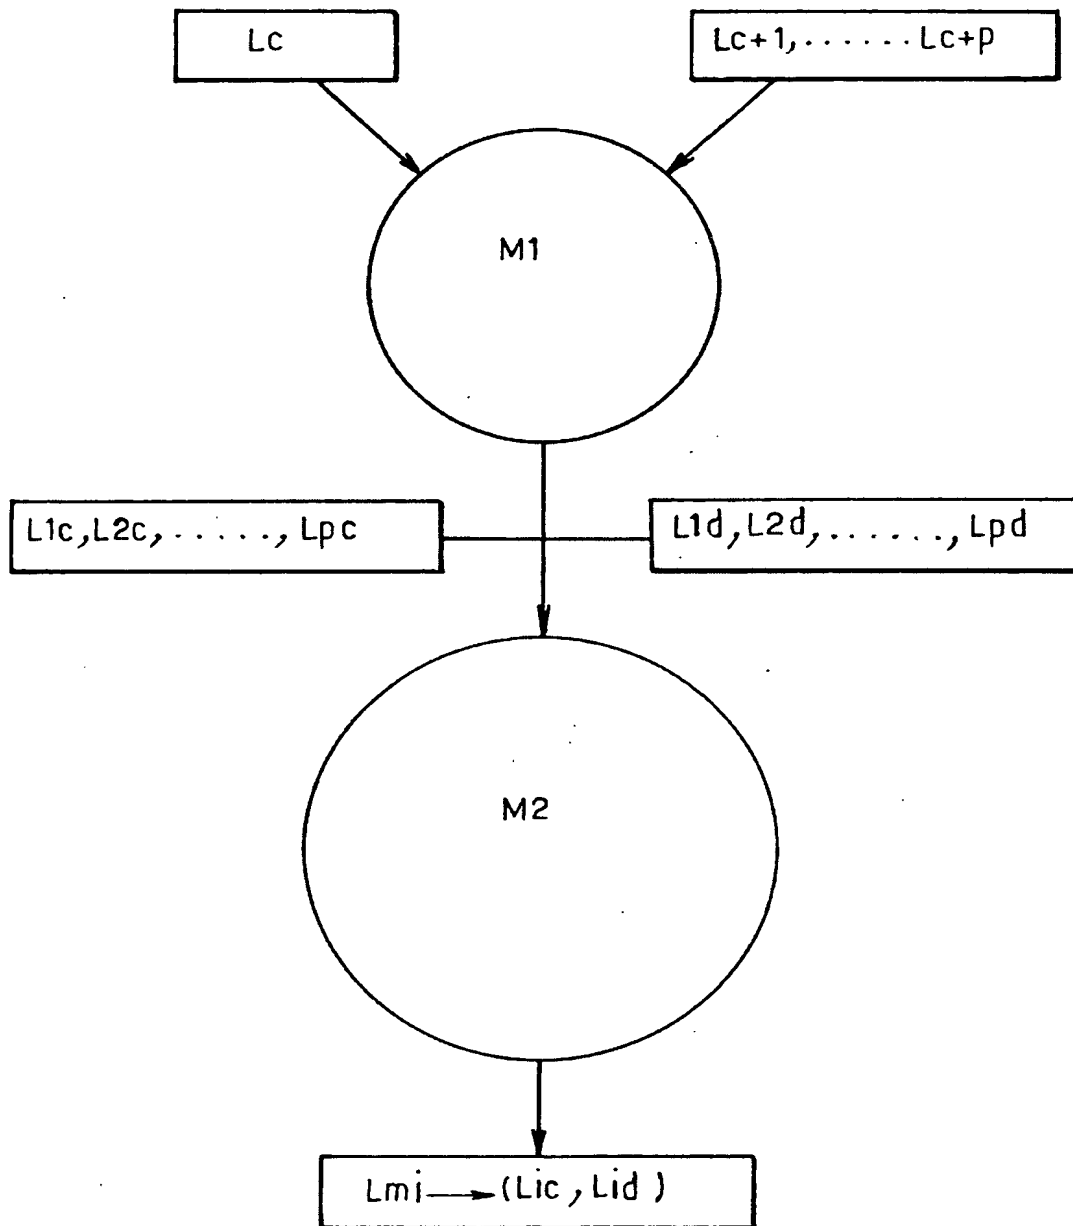 Lc
Lc+1,......Lc+p
M1
L1c,L2c,.....,Lpc
L1d,L2d,......,Lpd
M2
Lmi→(Lic,Lid)